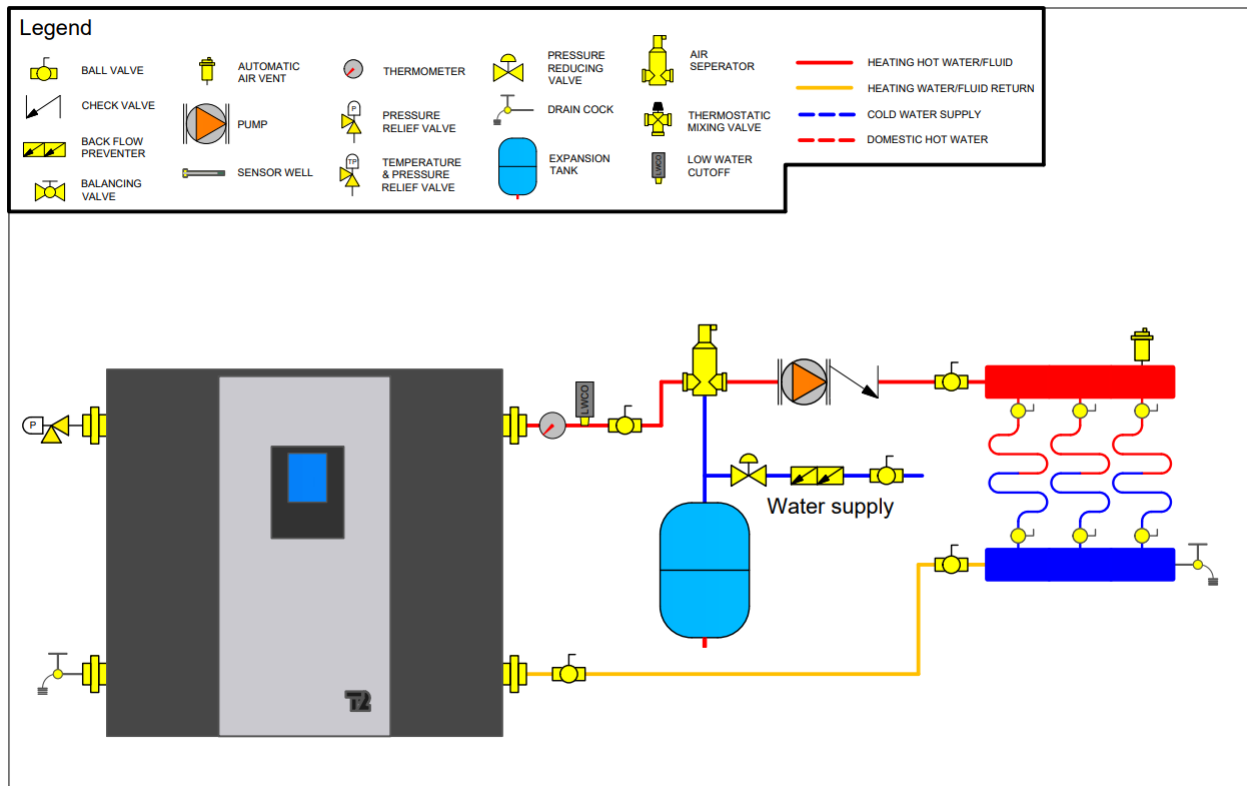 Legend
BALL VALVE
CHECK VALVE
BACK FLOW
PREVENTER
BALANCING
VALVE
AUTOMATIC
AIR VENT
PUMP
SENSOR WELL
THERMOMETER
P
PRESSURE
RELIEF VALVE
TP
TEMPERATURE
& PRESSURE
RELIEF VALVE
PRESSURE
REDUCING
VALVE
DRAIN COCK
EXPANSION
TANK
AIR
SEPERATOR
THERMOSTATIC
MIXING VALVE
LWCO
LOW WATER
CUTOFF
HEATING HOT WATER/FLUID
HEATING WATER/FLUID RETURN
COLD WATER SUPPLY
DOMESTIC HOT WATER
P
LWCO
Water supply
T2